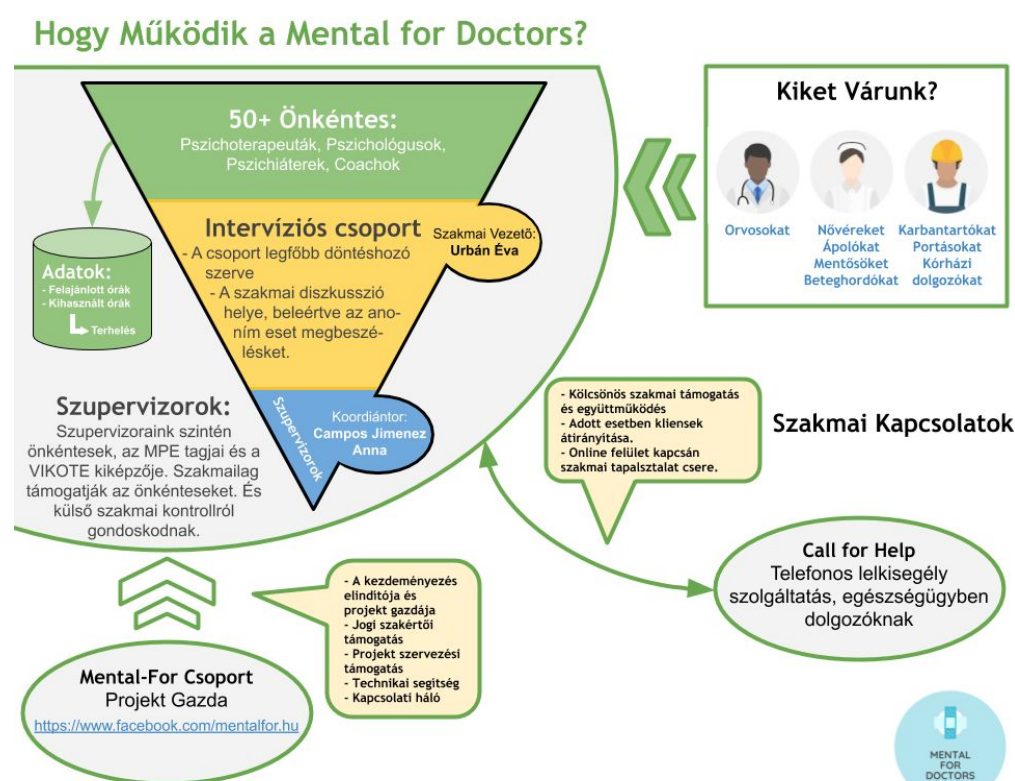 Hogy Működik a Mental for Doctors?
50+ Önkéntes:
Pszichoterapeuták, Pszichológusok,
Pszichiáterek, Coachok
Intervíziós csoport
- A csoport legfőbb döntéshozó
szerve
- A szakmai diszkusszió
helye, beleértve az ano-
ním eset megbeszé-
lésket.
Szakmai Vezető:
Urbán Éva
Adatok:
- Felajánlott órák
- Kihasznált órák
Terhelés
Szupervizorok
Koordiántor:
Campos Jimenez
Anna
Szupervizorok:
Szupervizoraink szintén
önkéntesek, az MPE tagjai és a
VIKOTE kiképzője. Szakmailag
támogatják az önkénteseket. És
külső szakmai kontrollról
gondoskodnak.
Kiket Várunk?
Orvosokat
Nővéreket
Ápolókat
Mentősöket
Beteghordókat
Karbantartókat
Portásokat
Kórházi
dolgozókat
- Kölcsönös szakmai támogatás
és együttműködés
- Adott esetben kliensek
átirányítása.
- Online felület kapcsán
szakmai tapalsztalat csere.
Szakmai Kapcsolatok
Call for Help
Telefonos lelkisegély
szolgáltatás, egészségügyben
dolgozóknak
- A kezdeményezés
elindítója és
projekt gazdája
- Jogi szakértői
támogatás
- Projekt szervezési
támogatás
- Technikai segítség
- Kapcsolati háló
Mental-For Csoport
Projekt Gazda
https://www.facebook.com/mentalfor.hu
MENTAL
FOR
DOCTORS